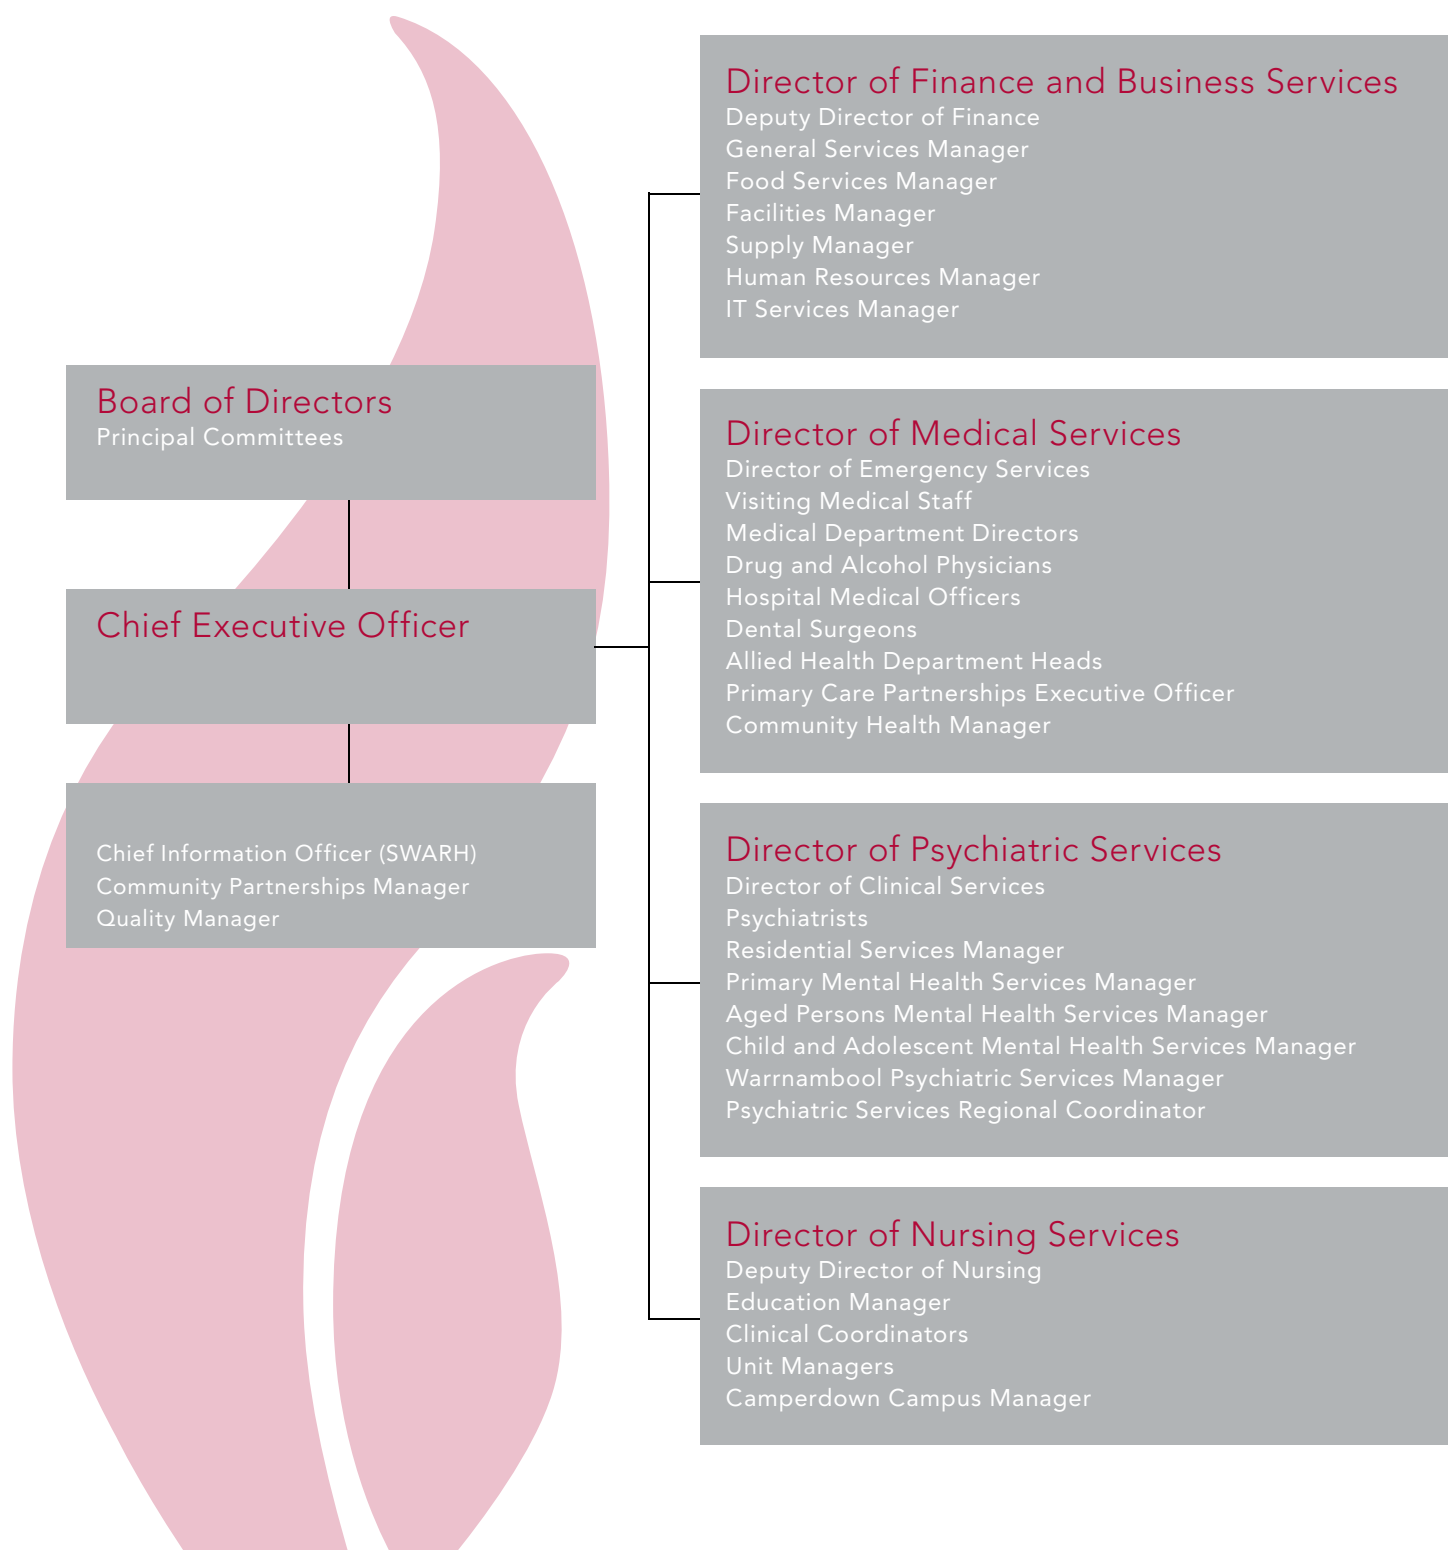 Board of Directors
Principal Committees
Chief Executive Officer
Chief Information Officer (SWARH)
Community Partnerships Manager
Quality Manager
Director of Finance and Business Services
Deputy Director of Finance
General Services Manager
Food Services Manager
Facilities Manager
Supply Manager
Human Resources Manager
IT Services Manager
Director of Medical Services
Director of Emergency Services
Visiting Medical Staff
Medical Department Directors
Drug and Alcohol Physicians
Hospital Medical Officers
Dental Surgeons
Allied Health Department Heads
Primary Care Partnerships Executive Officer
Community Health Manager
Director of Psychiatric Services
Director of Clinical Services
Psychiatrists
Residential Services Manager
Primary Mental Health Services Manager
Aged Persons Mental Health Services Manager
Child and Adolescent Mental Health Services Manager
Warrnambool Psychiatric Services Manager
Psychiatric Services Regional Coordinator
Director of Nursing Services
Deputy Director of Nursing
Education Manager
Clinical Coordinators
Unit Managers
Camperdown Campus Manager